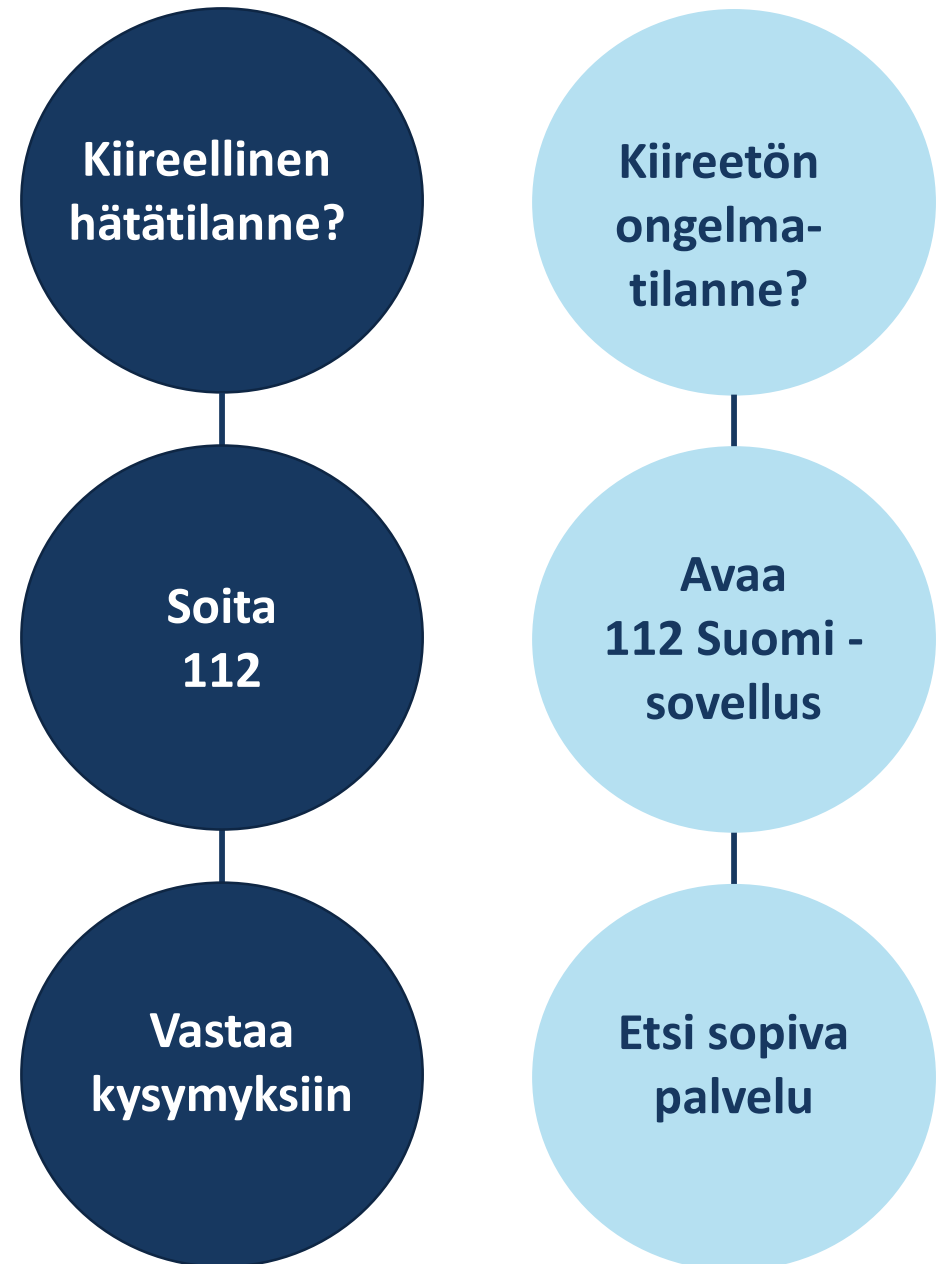 Kiireellinen
hätätilanne?
Soita
112
Vastaa
kysymyksiin
Kiireetön
ongelma-
tilanne?
Avaa
112 Suomi -
sovellus
Etsi sopiva
palvelu